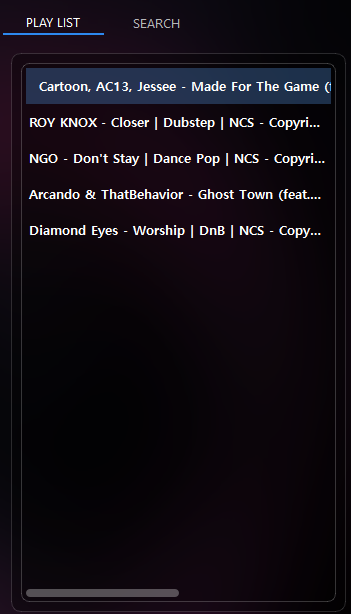 PLAY LIST
SEARCH
Cartoon, AC13, Jessee - Made For The Game (
ROY KNOX - Closer | Dubstep | NCS - Copyri...
NGO - Don't Stay | Dance Pop | NCS - Copyri...
Arcando & ThatBehavior - Ghost Town (feat....
Diamond Eyes - Worship | DnB | NCS - Copy...